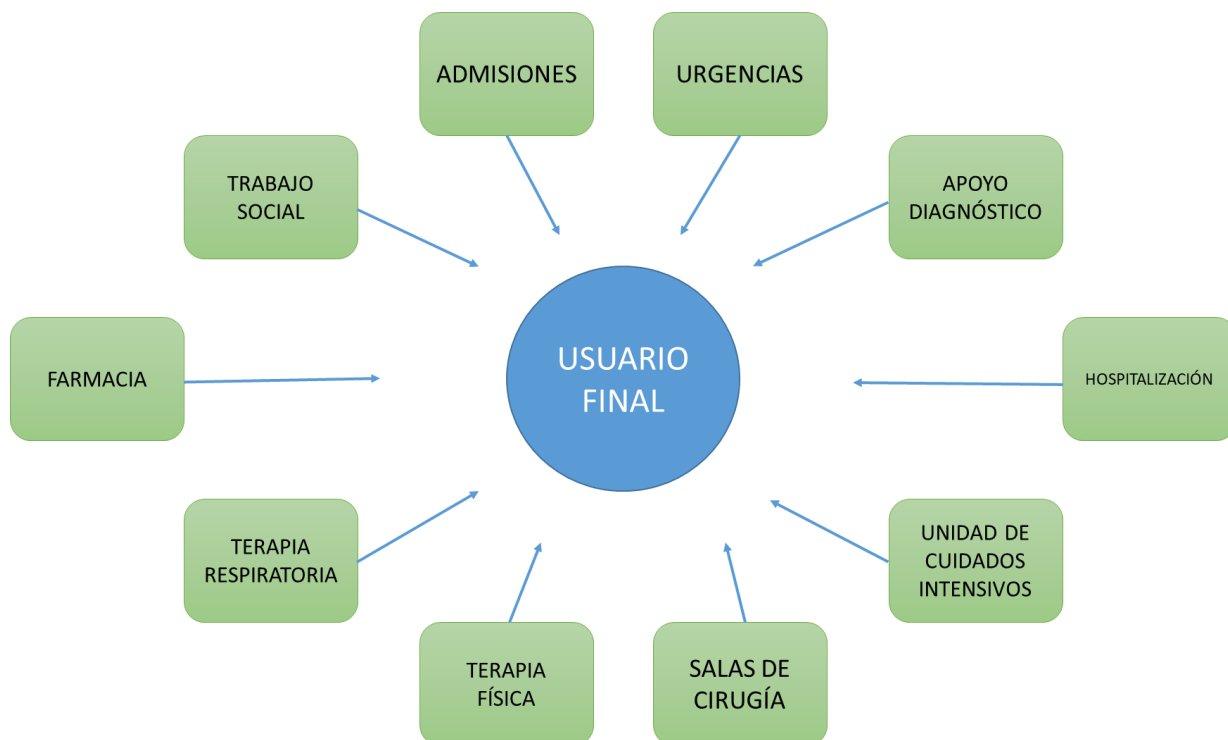 ADMISIONES
URGENCIAS
TRABAJO
SOCIAL
APOYO
DIAGNÓSTICO
FARMACIA
USUARIO
FINAL
HOSPITALIZACIÓN
TERAPIA
RESPIRATORIA
UNIDAD DE
CUIDADOS
INTENSIVOS
TERAPIA
FÍSICA
SALAS DE
CIRUGÍA